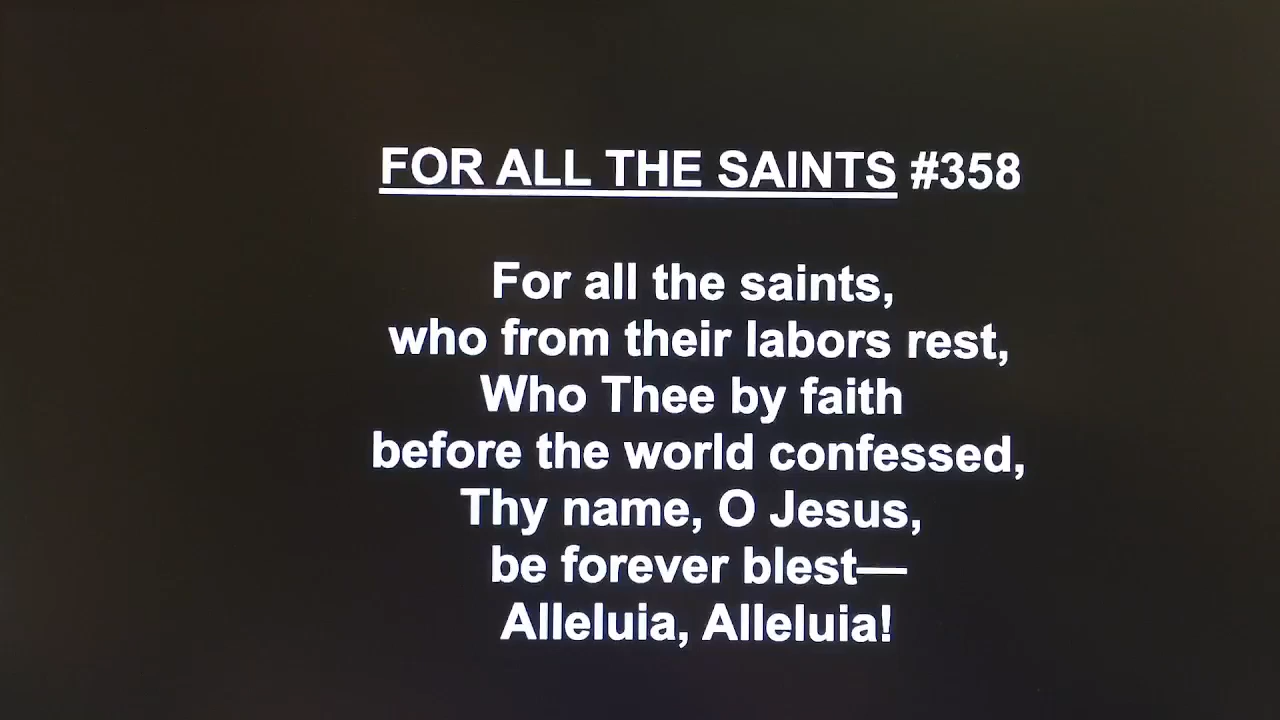 FOR ALL THE SAINTS #358
For all the saints,
who from their labors rest,
Who Thee by faith
before the world confessed,
Thy name, O Jesus,
be forever blest—
Alleluia, Alleluia!